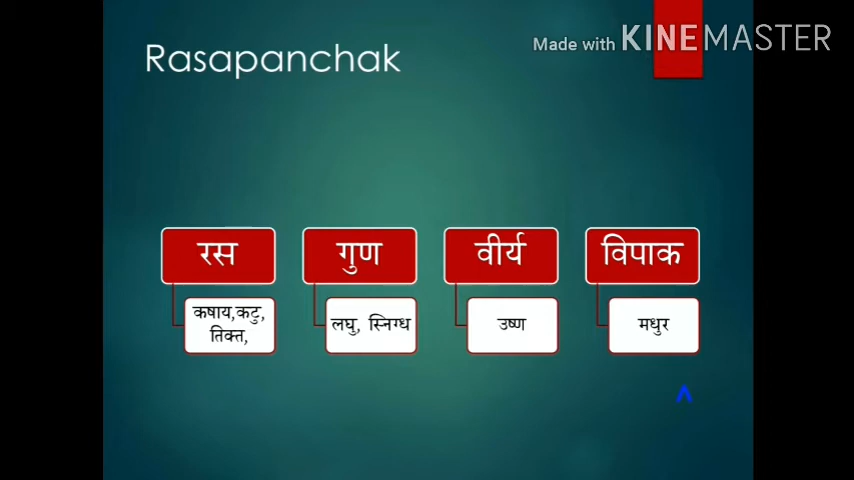 Made with KINEMASTER
Rasapanchak
रस
गुण
वीर्य
विपाक
कषाय,कटु,
तिक्त,
लघु, स्निग्ध
उष्ण
मधुर